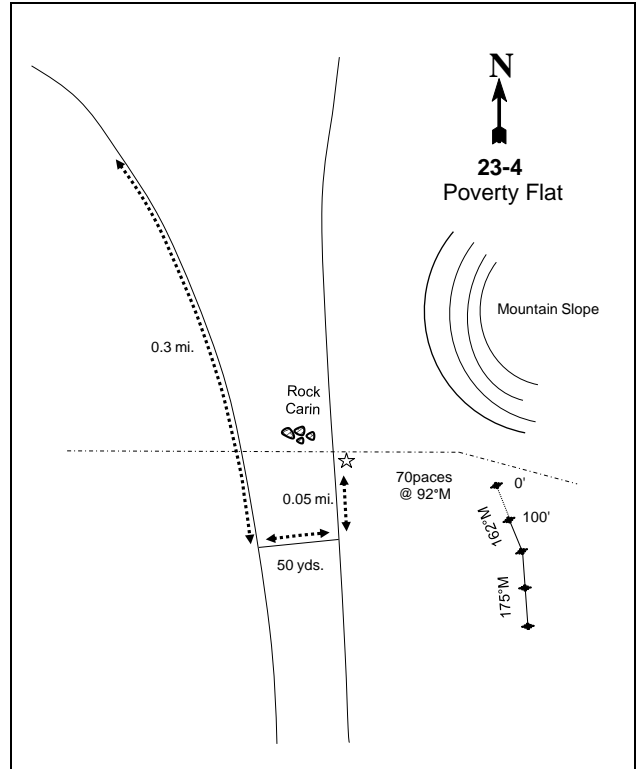 N
23-4
Poverty Flat
Mountain Slope
0.3 mi.
Rock
Carin
70paces
@ 92°M
0'
0.05 mi.
100'
162°M
50 yds.
175°M